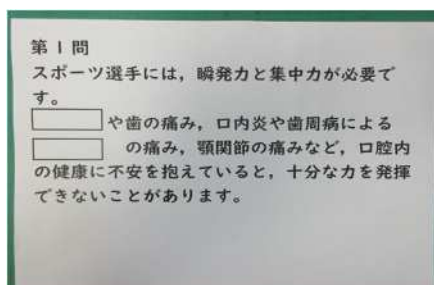 第1問
スポーツ選手には，瞬発力と集中力が必要で
す。
や歯の痛み，口内炎や歯周病による
の痛み，顎関節の痛みなど，口腔内
の健康に不安を抱えていると，十分な力を発揮
できないことがあります。